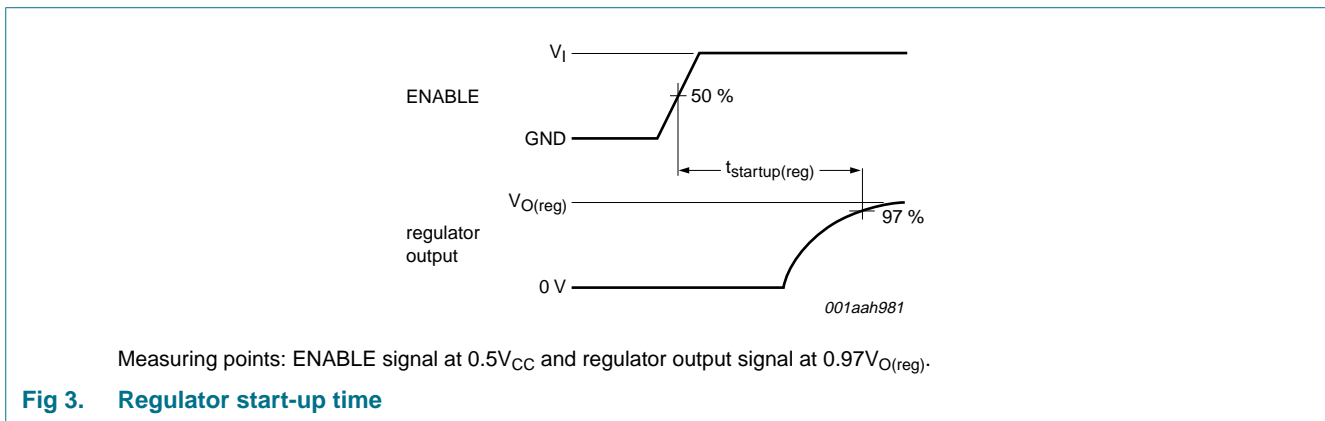 V_I
ENABLE
50 %
GND
t_startup(reg)
V_O(reg)
97 %
regulator
output
0 V
001aah981
Measuring points: ENABLE signal at 0.5V_CC and regulator output signal at 0.97V_O(reg).
Fig 3. Regulator start-up time